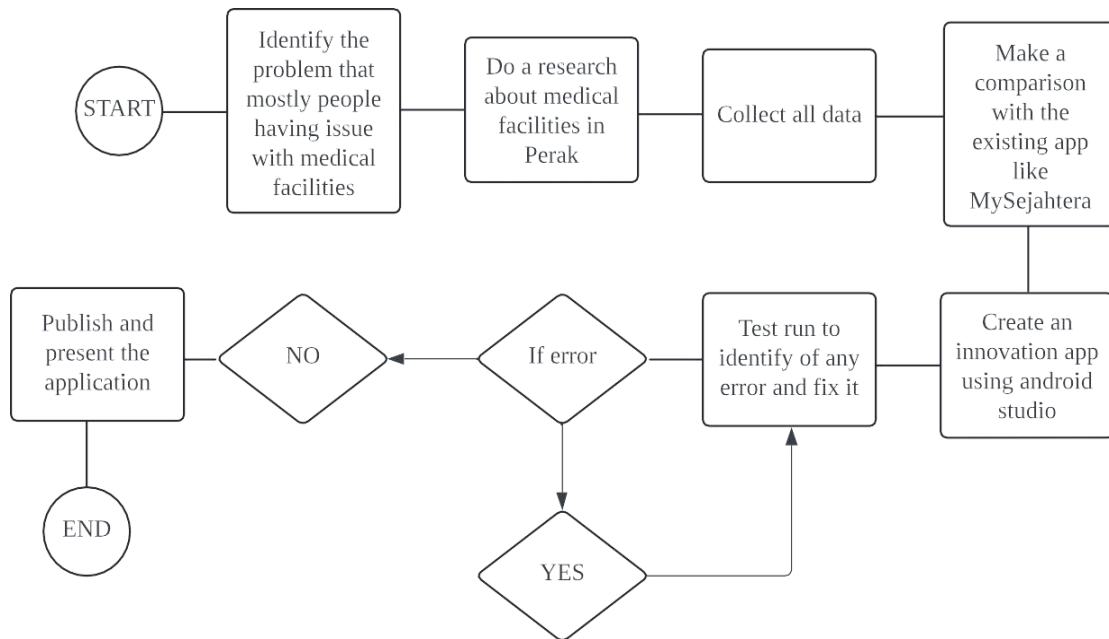 START
Identify the
problem that
mostly people
having issue
with medical
facilities
Do a research
about medical
facilities in
Perak
Collect all data
Make a
comparison
with the
existing app
like
MySejahtera
Create an
innovation app
using android
studio
Test run to
identify of any
error and fix it
If error
YES
NO
Publish and
present the
application
END